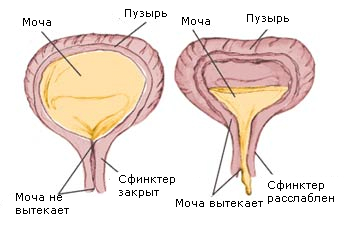 Моча
Пузырь
Моча не
вытекает
Сфинктер
закрыт
Моча
Пузырь
Моча вытекает
Сфинктер
расслаблен